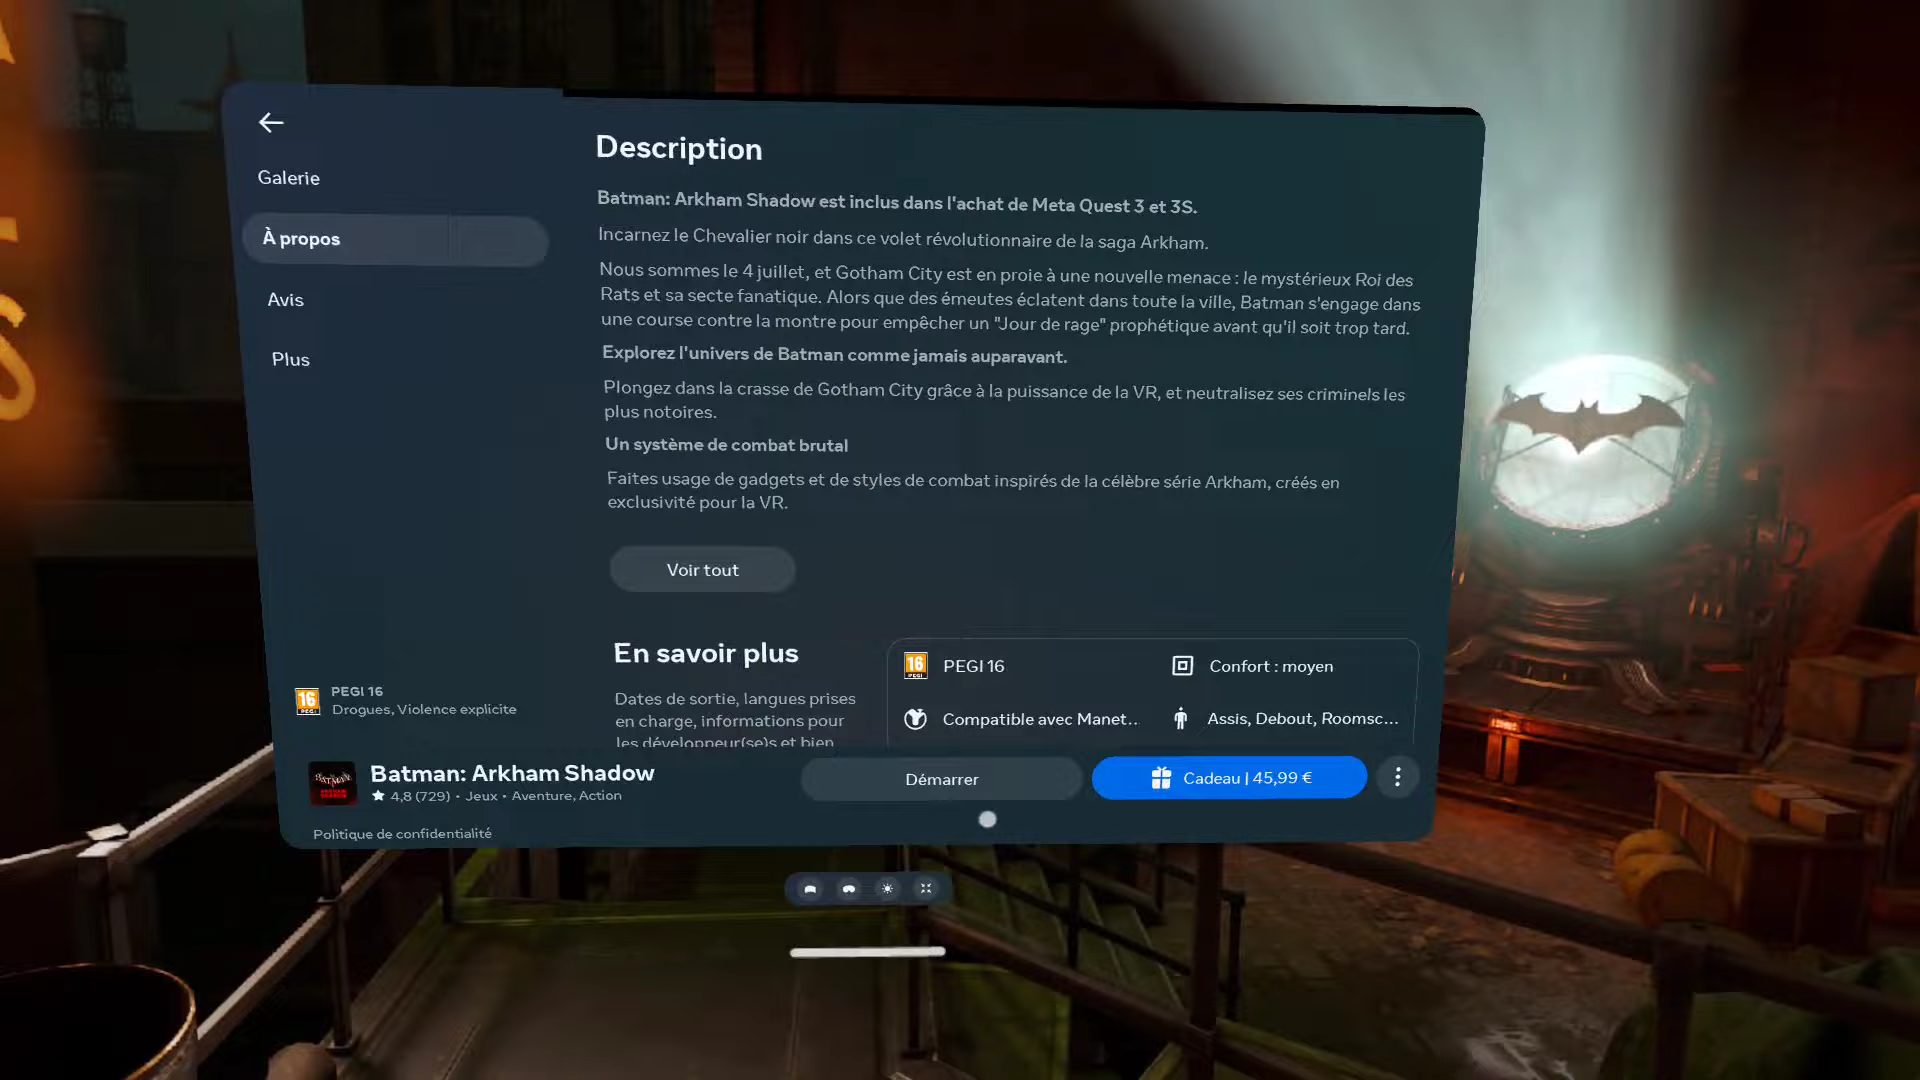 Galerie
À propos
Avis
Plus
Description
Batman: Arkham Shadow est inclus dans l'achat de Meta Quest 3 et 3S.
Incarnez le Chevalier noir dans ce volet révolutionnaire de la saga Arkham.
Nous sommes le 4 juillet, et Gotham City est en proie à une nouvelle menace : le mystérieux Roi des
Rats et sa secte fanatique. Alors que des émeutes éclatent dans toute la ville, Batman s'engage dans
une course contre la montre pour empêcher un "Jour de rage" prophétique avant qu'il soit trop tard.
Explorez l'univers de Batman comme jamais auparavant.
Plongez dans la crasse de Gotham City grâce à la puissance de la VR, et neutralisez ses criminels les
plus notoires.
Un système de combat brutal
Faites usage de gadgets et de styles de combat inspirés de la célèbre série Arkham, créés en
exclusivité pour la VR.
Voir tout
En savoir plus
Dates de sortie, langues prises
en charge, informations pour
les développeur(se)s et bien
16
PEGI 16
Confort : moyen
Compatible avec Manet...
Assis, Debout, Roomsc...
16
PEGI 16
Drogues, Violence explicite
Batman: Arkham Shadow
4,8 (729) • Jeux • Aventure, Action
Démarrer
Cadeau | 45,99 €
Politique de confidentialité